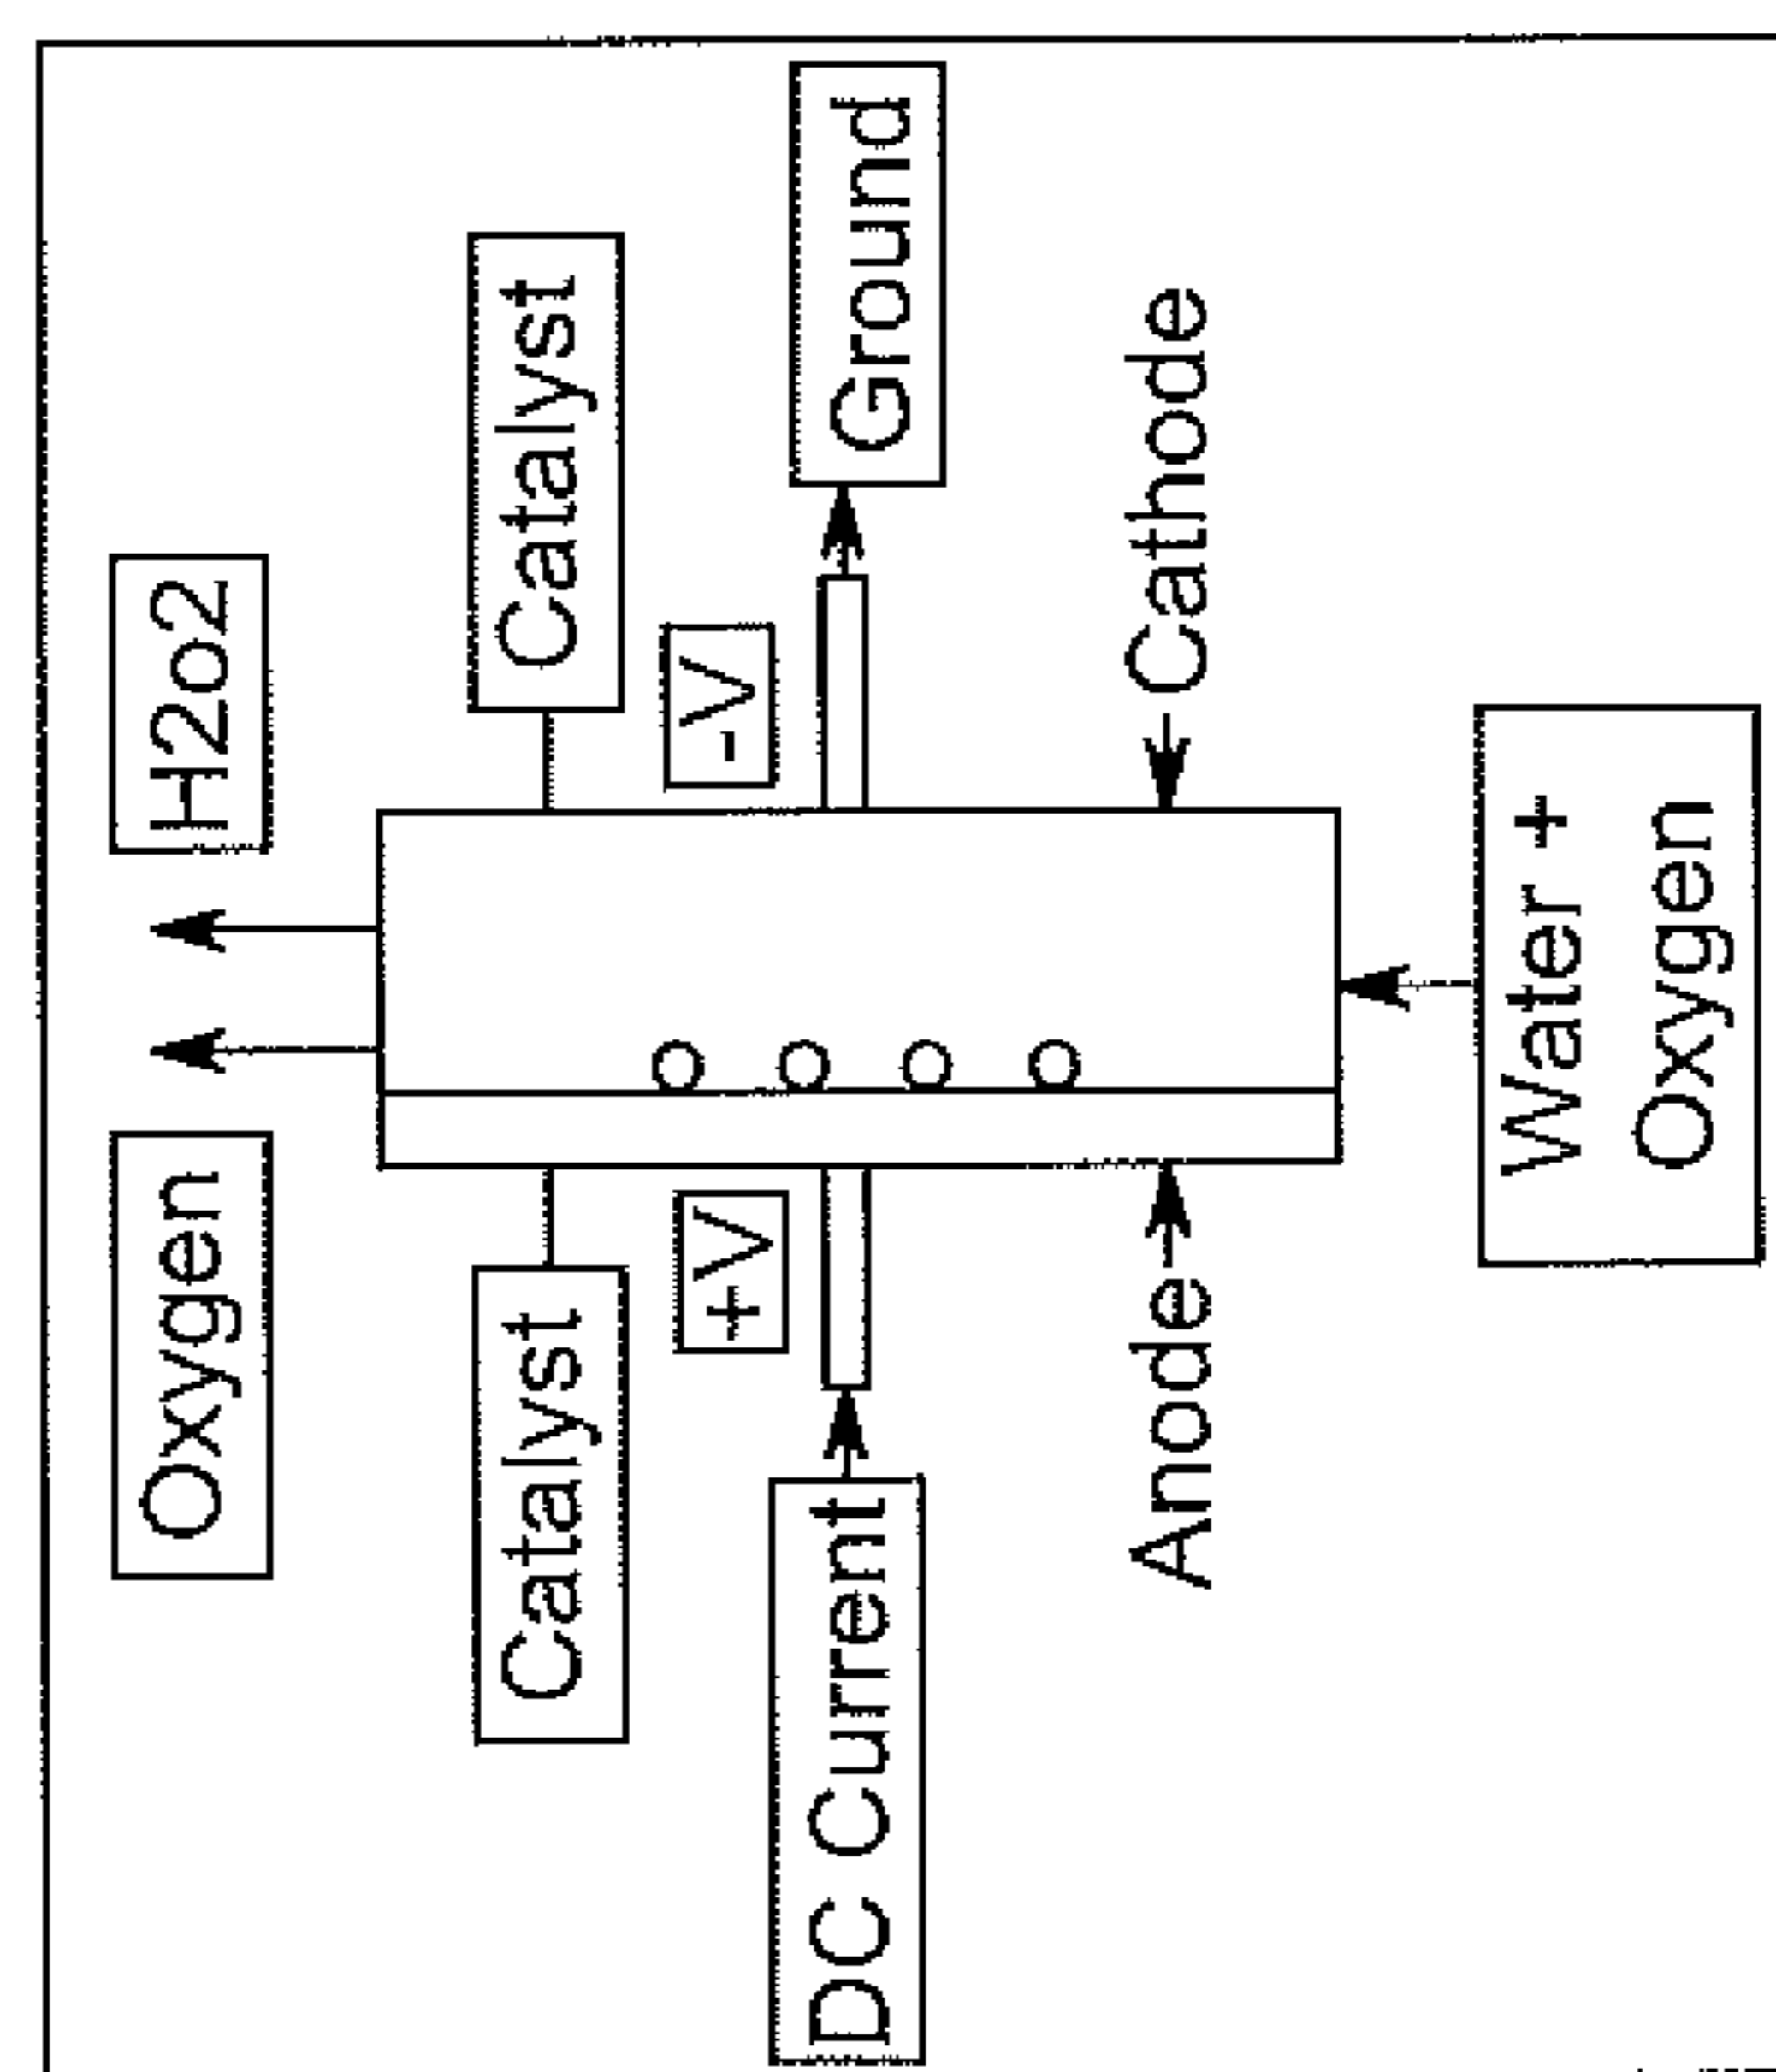 Oxygen
H2o2
Catalyst
Catalyst
+V
-V
DC Current
Ground
Anode
Cathode
Water +
Oxygen